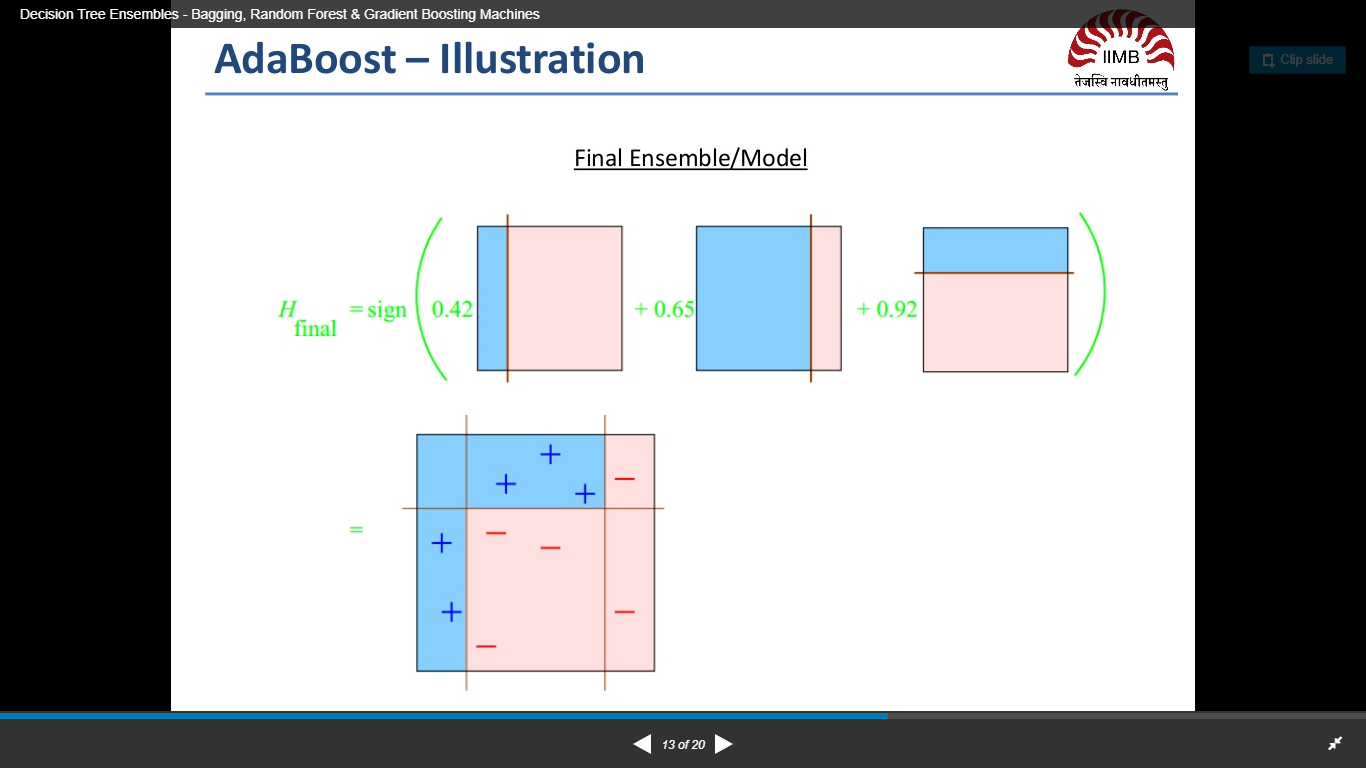 Decision Tree Ensembles - Bagging, Random Forest & Gradient Boosting Machines
AdaBoost – Illustration
IIMB
तेजस्वि नावधीतमस्तु
Clip slide
Final Ensemble/Model
H final = sign ( 0.42 + 0.65 + 0.92 )
=
+
+
+
−
+
−
−
+
−
−
13 of 20